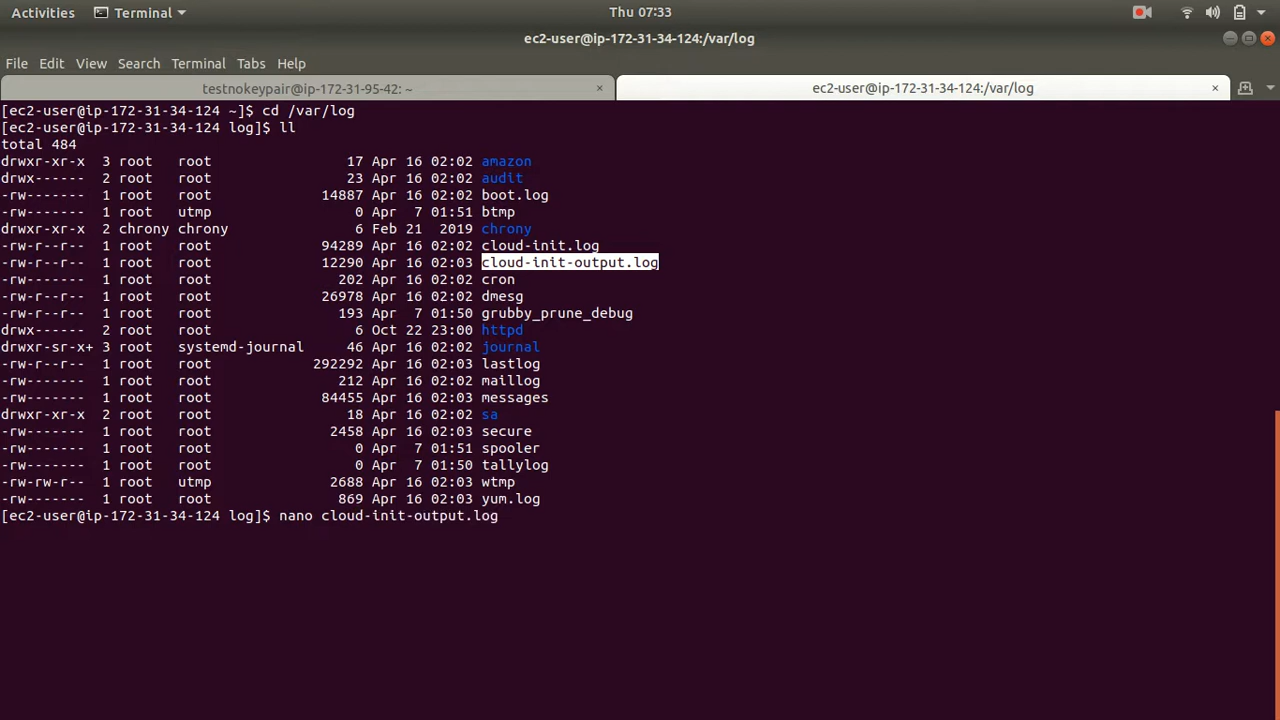 Activities Terminal Thu 07:33
ec2-user@ip-172-31-34-124:/var/log
File Edit View Search Terminal Tabs Help
testnokeypair@ip-172-31-95-42: ~ × ec2-user@ip-172-31-34-124:/var/log ×
[ec2-user@ip-172-31-34-124 ~]$ cd /var/log
[ec2-user@ip-172-31-34-124 log]$ ll
total 484
drwxr-xr-x 3 root   root               17 Apr 16 02:02 amazon
drwx------ 2 root   root               23 Apr 16 02:02 audit
-rw------- 1 root   root            14887 Apr 16 02:02 boot.log
-rw------- 1 root   utmp                0 Apr  7 01:51 btmp
drwxr-xr-x 2 chrony chrony              6 Feb 21  2019 chrony
-rw-r--r-- 1 root   root            94289 Apr 16 02:02 cloud-init.log
-rw-r--r-- 1 root   root            12290 Apr 16 02:03 cloud-init-output.log
-rw------- 1 root   root              202 Apr 16 02:02 cron
-rw-r--r-- 1 root   root            26978 Apr 16 02:02 dmesg
-rw-r--r-- 1 root   root              193 Apr  7 01:50 grubby_prune_debug
drwx------ 2 root   root                6 Oct 22 23:00 httpd
drwxr-sr-x+ 3 root   systemd-journal     46 Apr 16 02:02 journal
-rw-r--r-- 1 root   root           292292 Apr 16 02:03 lastlog
-rw------- 1 root   root              212 Apr 16 02:02 maillog
-rw------- 1 root   root            84455 Apr 16 02:03 messages
drwxr-xr-x 2 root   root               18 Apr 16 02:02 sa
-rw------- 1 root   root             2458 Apr 16 02:03 secure
-rw------- 1 root   root                0 Apr  7 01:51 spooler
-rw------- 1 root   root                0 Apr  7 01:50 tallylog
-rw-rw-r-- 1 root   utmp             2688 Apr 16 02:03 wtmp
-rw------- 1 root   root              869 Apr 16 02:03 yum.log
[ec2-user@ip-172-31-34-124 log]$ nano cloud-init-output.log